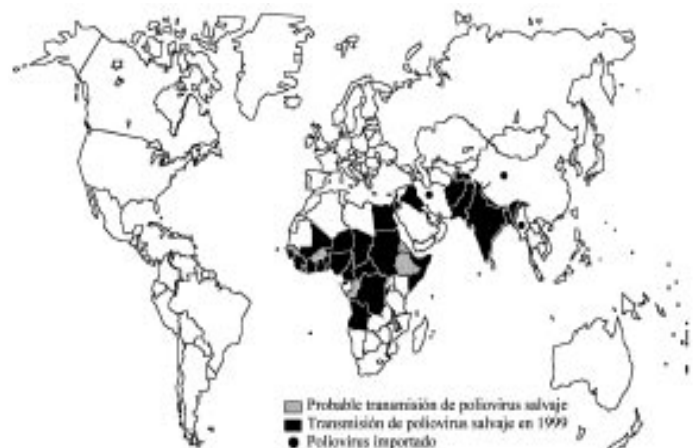 Probable transmisión de poliovirus salvaje
Transmisión de poliovirus salvaje en 1999
Poliovirus importado